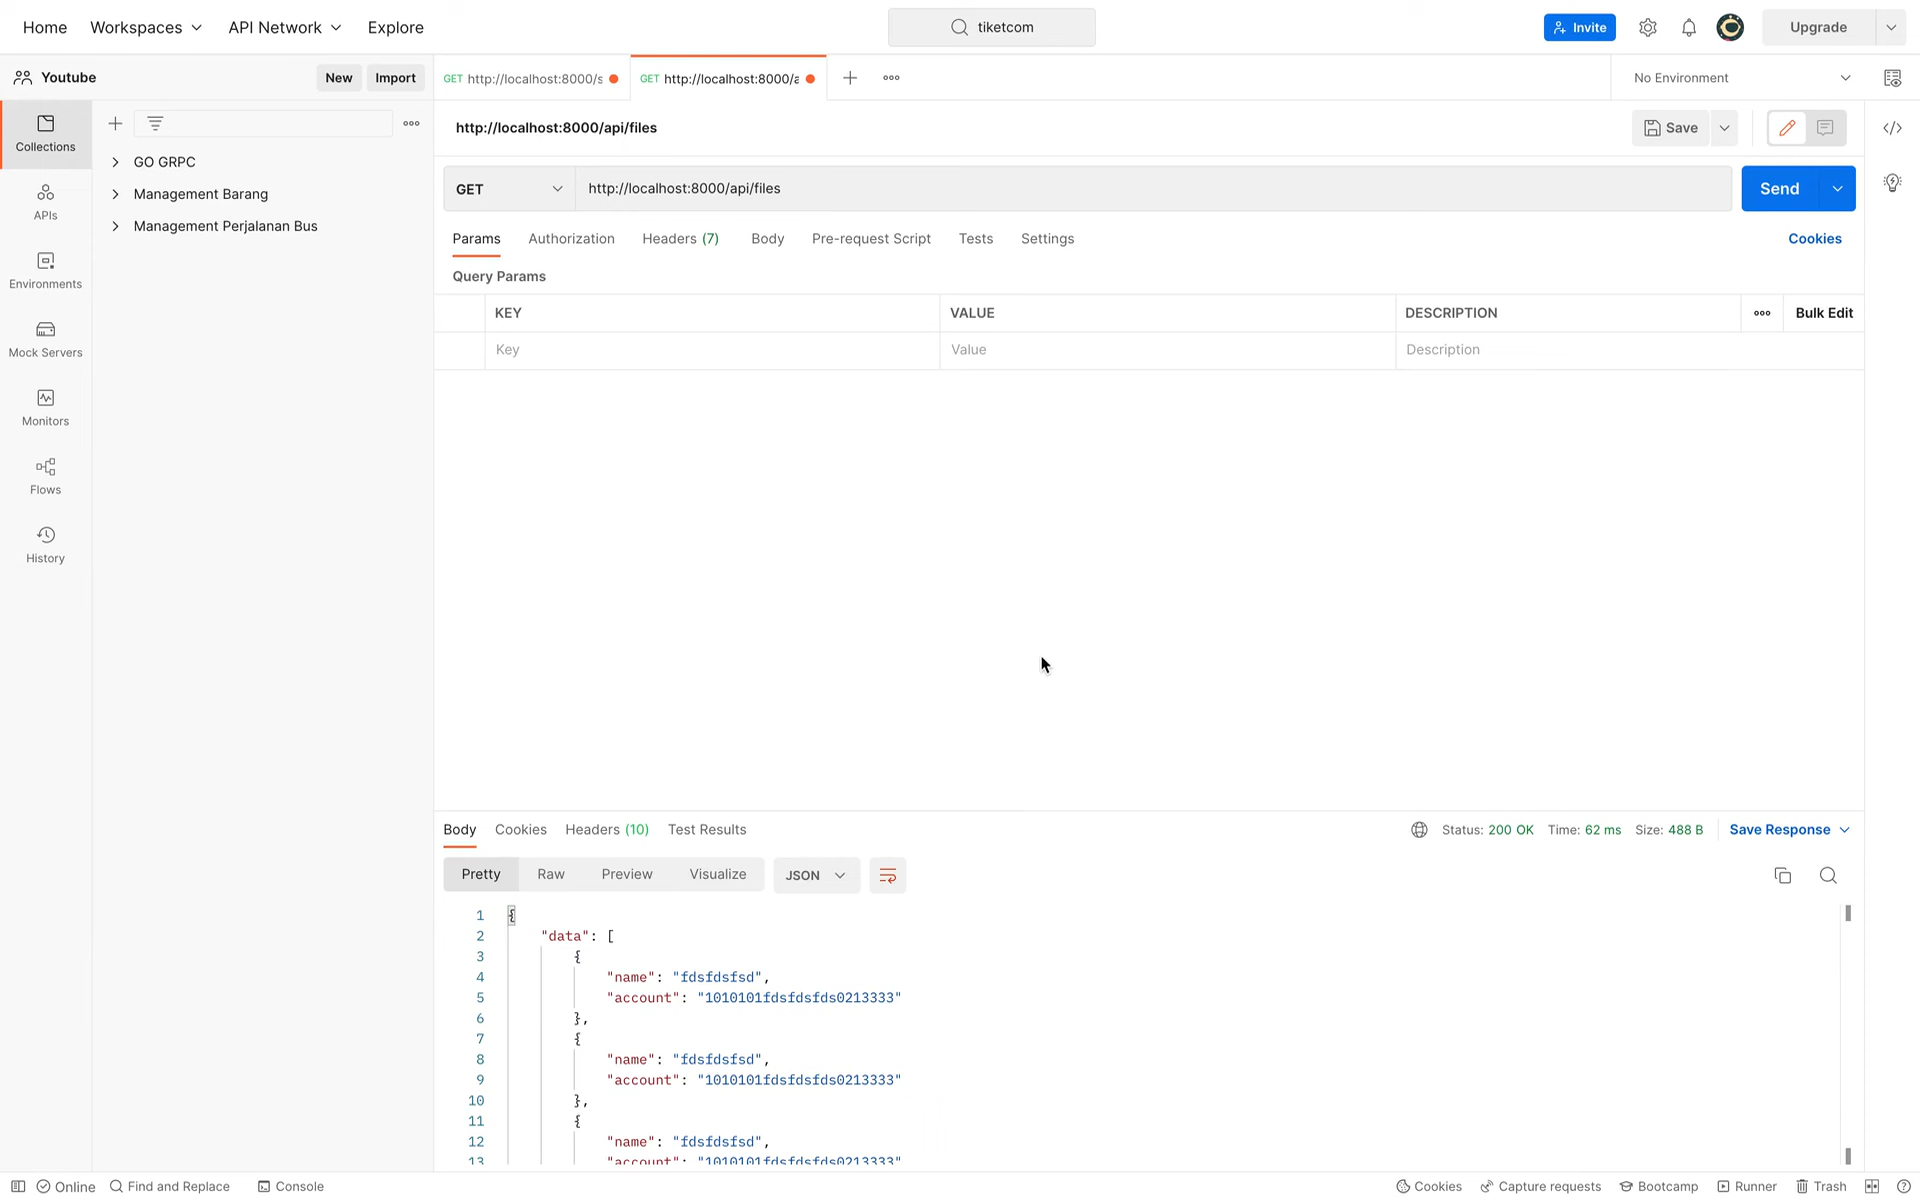 Home Workspaces API Network Explore tiketcom Invite Upgrade
Youtube New Import GET http://localhost:8000/s GET http://localhost:8000/a No Environment
Collections
APIs
Environments
Mock Servers
Monitors
Flows
History
GO GRPC
Management Barang
Management Perjalanan Bus
http://localhost:8000/api/files Save
GET http://localhost:8000/api/files Send
Params Authorization Headers (7) Body Pre-request Script Tests Settings Cookies
Query Params
KEY VALUE DESCRIPTION Bulk Edit
Key Value Description
Body Cookies Headers (10) Test Results Status: 200 OK Time: 62 ms Size: 488 B Save Response
Pretty Raw Preview Visualize JSON
1 {
2 "data": [
3 {
4 "name": "fdsfdsfsd",
5 "account": "1010101fdsfdsfds0213333"
6 },
7 {
8 "name": "fdsfdsfsd",
9 "account": "1010101fdsfdsfds0213333"
10 },
11 {
12 "name": "fdsfdsfsd",
13 "account": "1010101fdsfdsfds0213333"
Online Find and Replace Console Cookies Capture requests Bootcamp Runner Trash